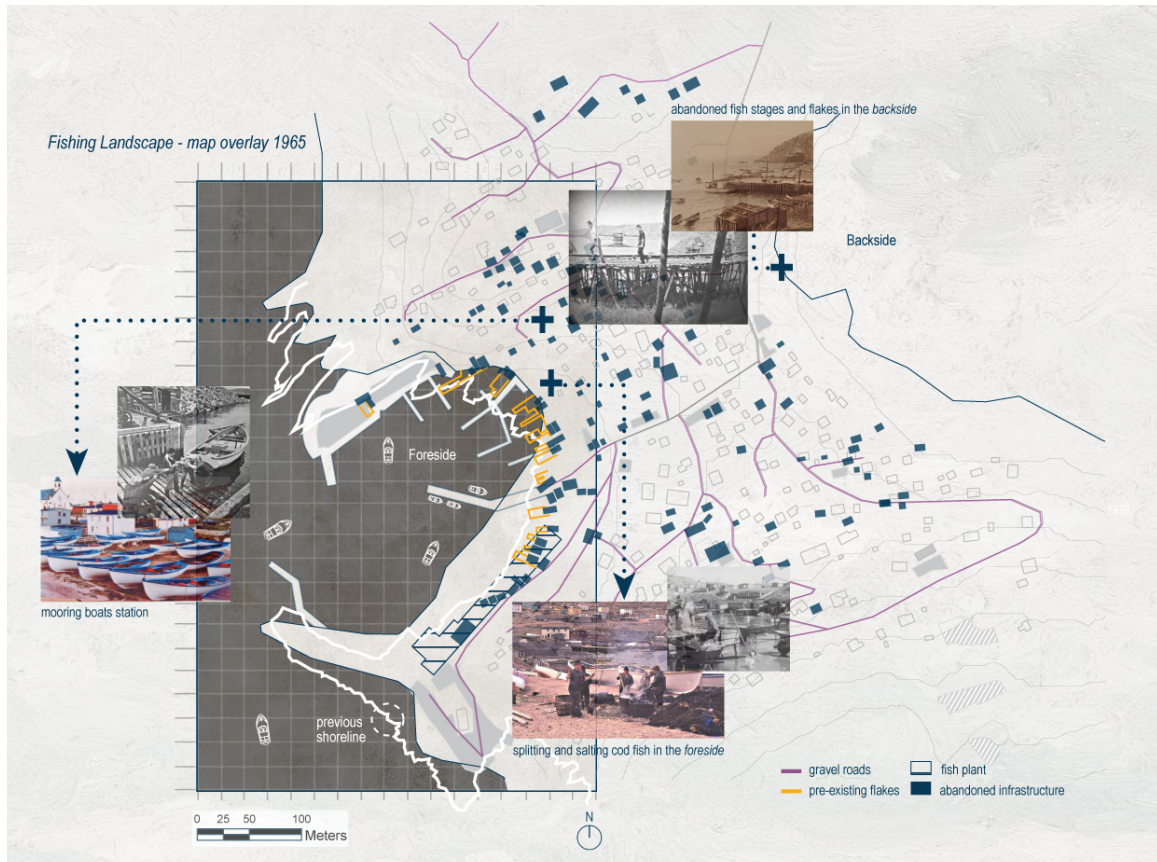 abandoned fish stages and flakes in the backside
Fishing Landscape - map overlay 1965
Backside
Foreside
1970
mooring boats station
previous
shoreline
splitting and salting cod fish in the foreside
gravel roads
fish plant
pre-existing flakes
abandoned infrastructure
0 25 50 100
Meters
N